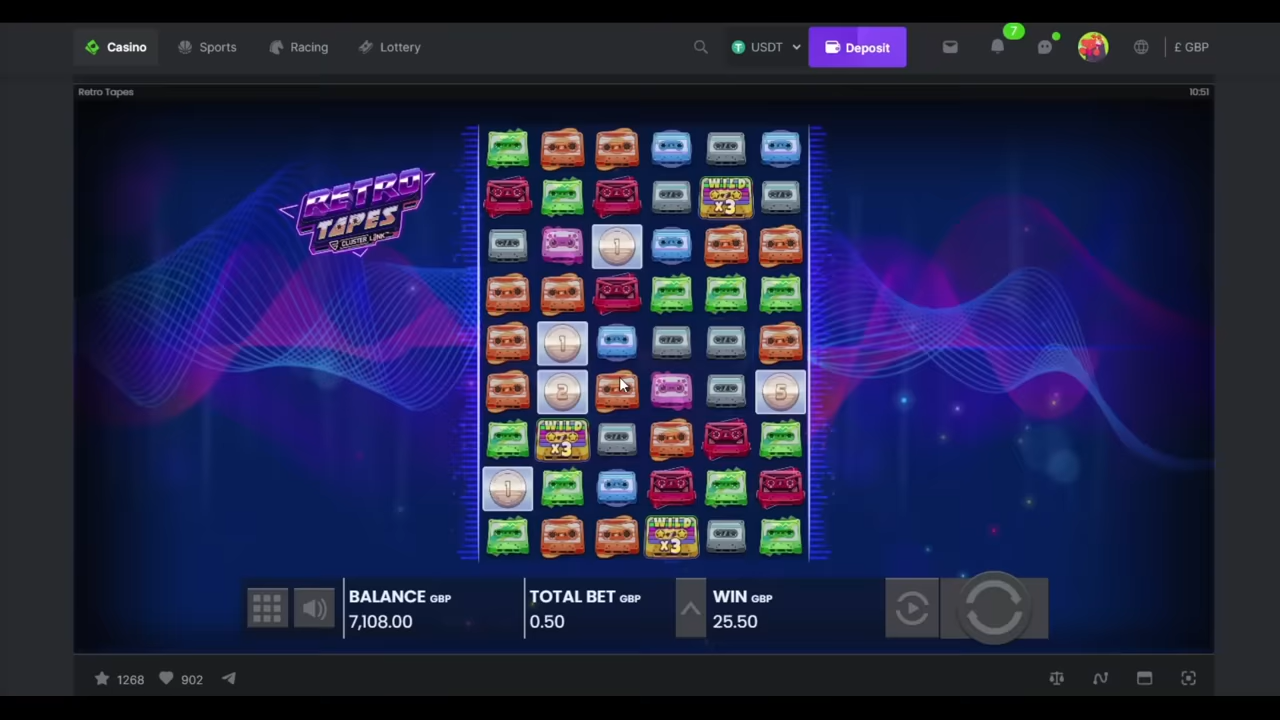 Casino Sports Racing Lottery USDT Deposit 7 £ GBP
Retro Tapes 10:51
RETRO
TAPES
CLUSTER LINK
WILD
x3
1
1
2 5
WILD
x3
1
WILD
x3
BALANCE GBP TOTAL BET GBP WIN GBP
7,108.00 0.50 25.50
1268 902